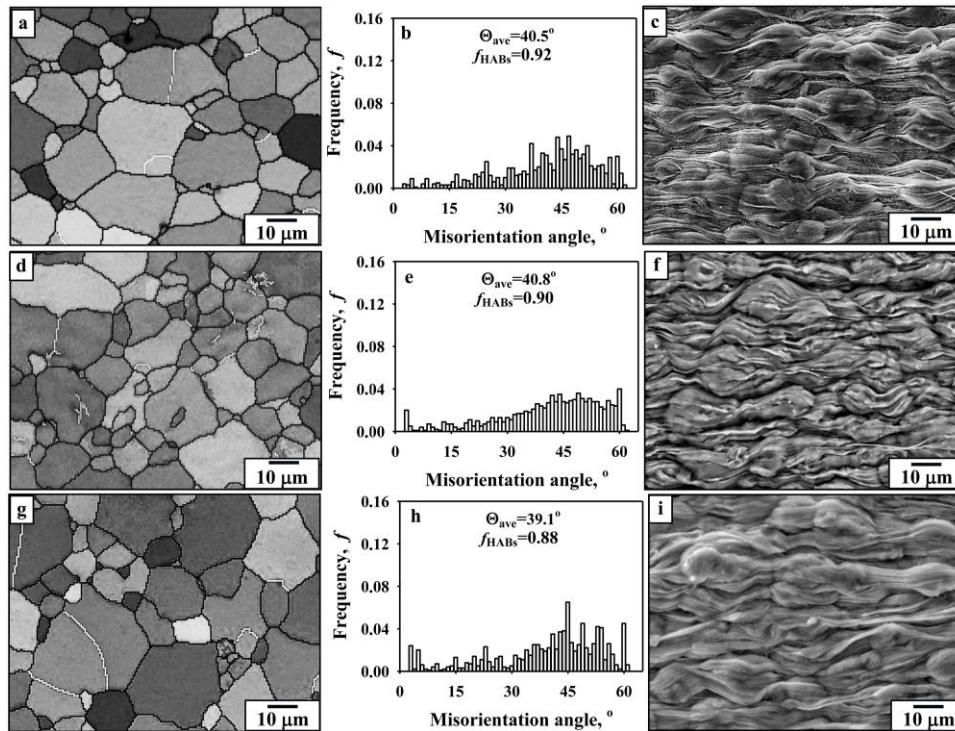 a
10 μm
b
Θave=40.5°
fHABs=0.92
Frequency, f
0.16
0.12
0.08
0.04
0.00
0 15 30 45 60
Misorientation angle, °
c
10 μm
d
10 μm
e
Θave=40.8°
fHABs=0.90
Frequency, f
0.16
0.12
0.08
0.04
0.00
0 15 30 45 60
Misorientation angle, °
f
10 μm
g
10 μm
h
Θave=39.1°
fHABs=0.88
Frequency, f
0.16
0.12
0.08
0.04
0.00
0 15 30 45 60
Misorientation angle, °
i
10 μm